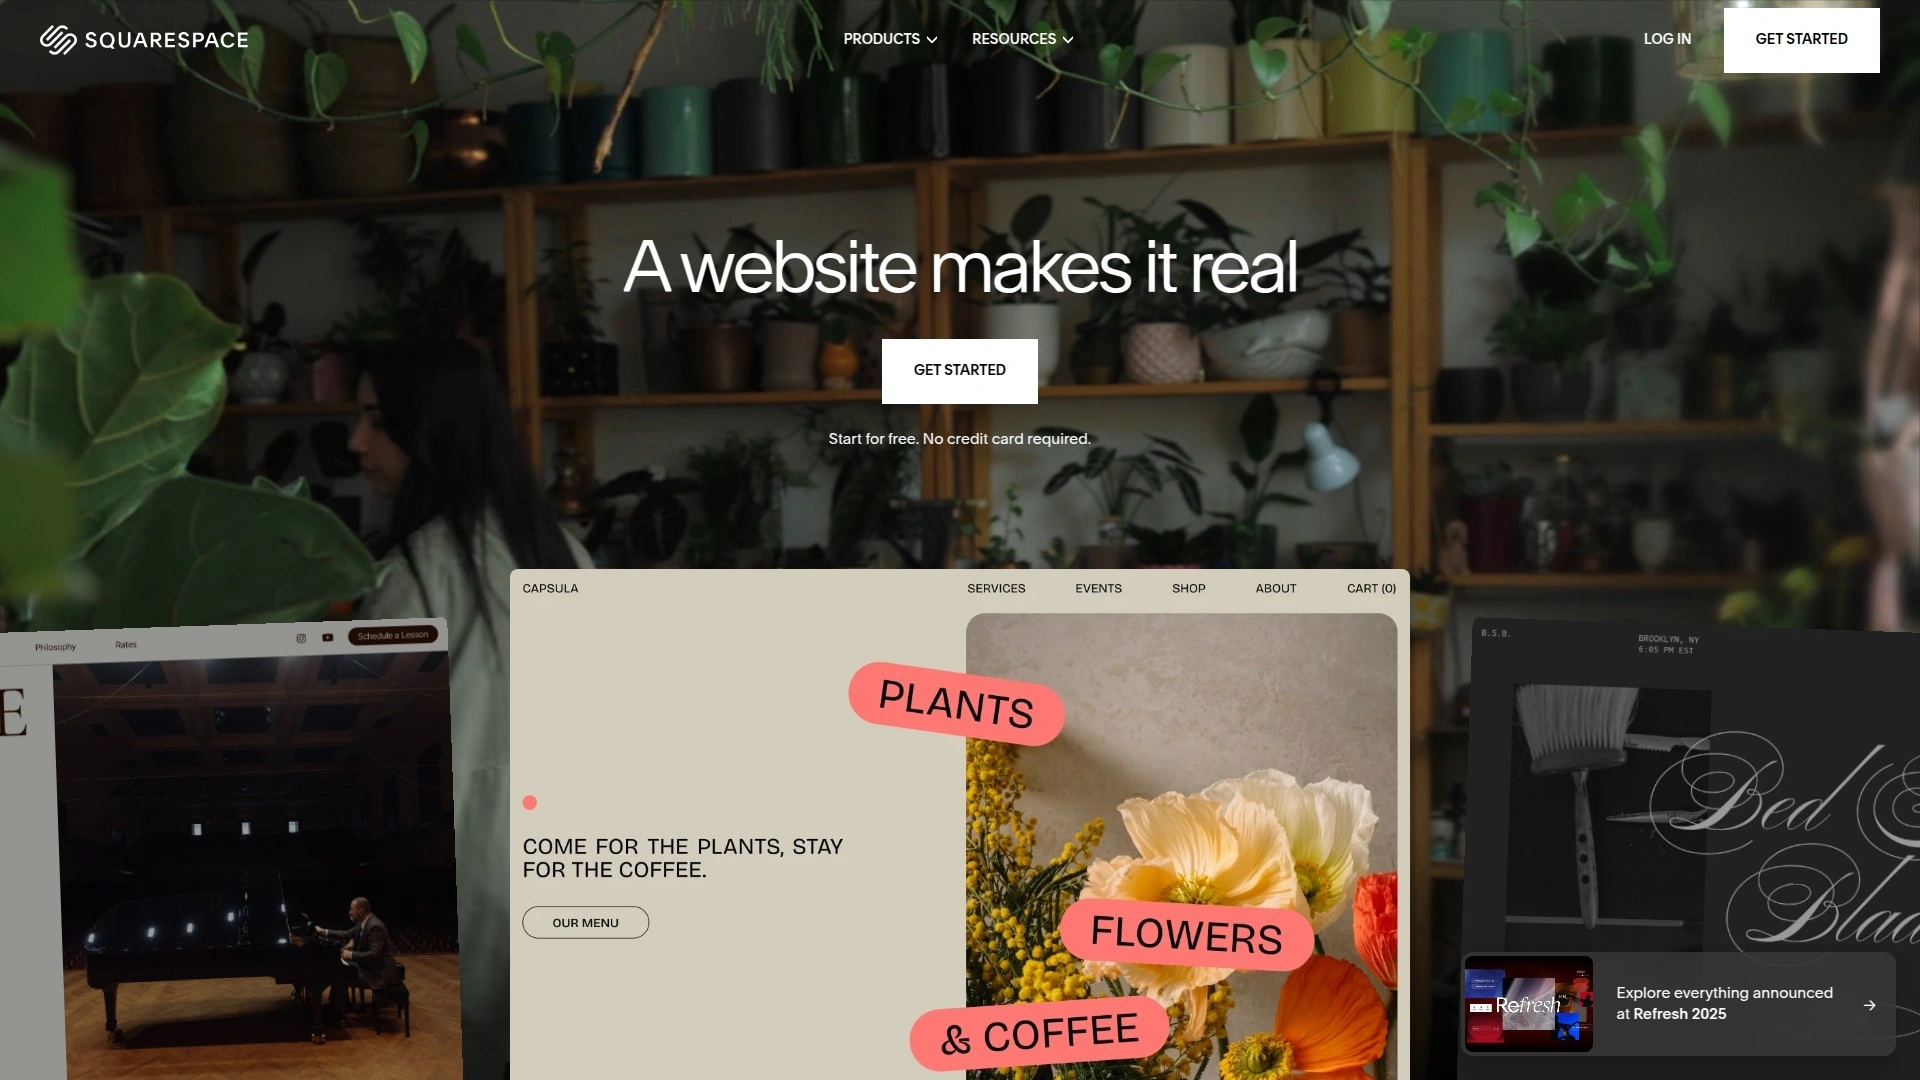 SQUARESPACE
PRODUCTS
RESOURCES
LOG IN
GET STARTED
A website makes it real
GET STARTED
Start for free. No credit card required.
Philosophy
Rates
Schedule a Lesson
E
CAPSULA
SERVICES
EVENTS
SHOP
ABOUT
CART (0)
PLANTS
COME FOR THE PLANTS, STAY
FOR THE COFFEE.
OUR MENU
FLOWERS
& COFFEE
B.S.B.
BROOKLYN, NY
6:05 PM EST
Bed
Refresh
Explore everything announced
at Refresh 2025